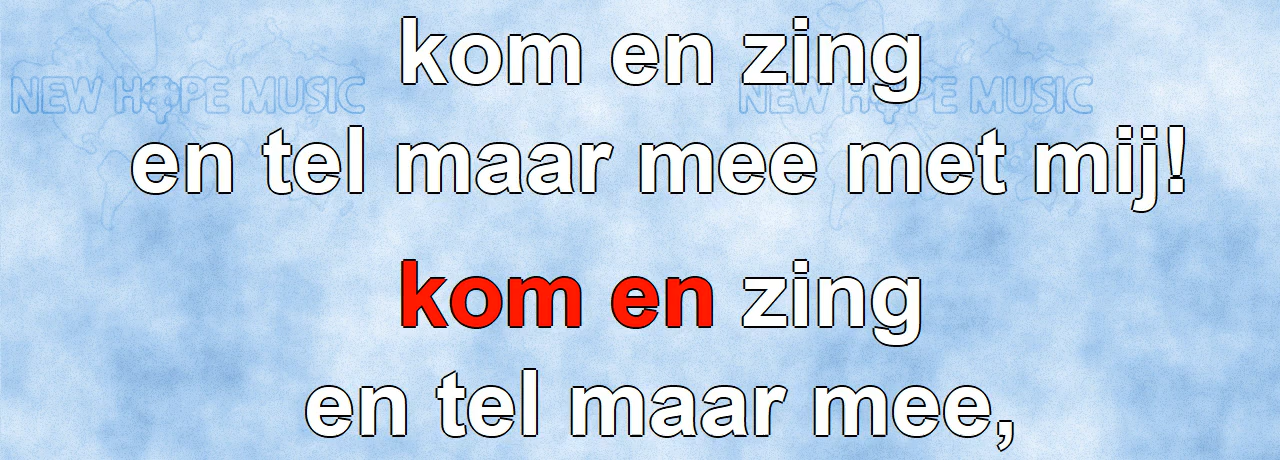 kom en zing
NEW HOPE MUSIC NEW HOPE MUSIC
en tel maar mee met mij!
kom en zing
en tel maar mee,